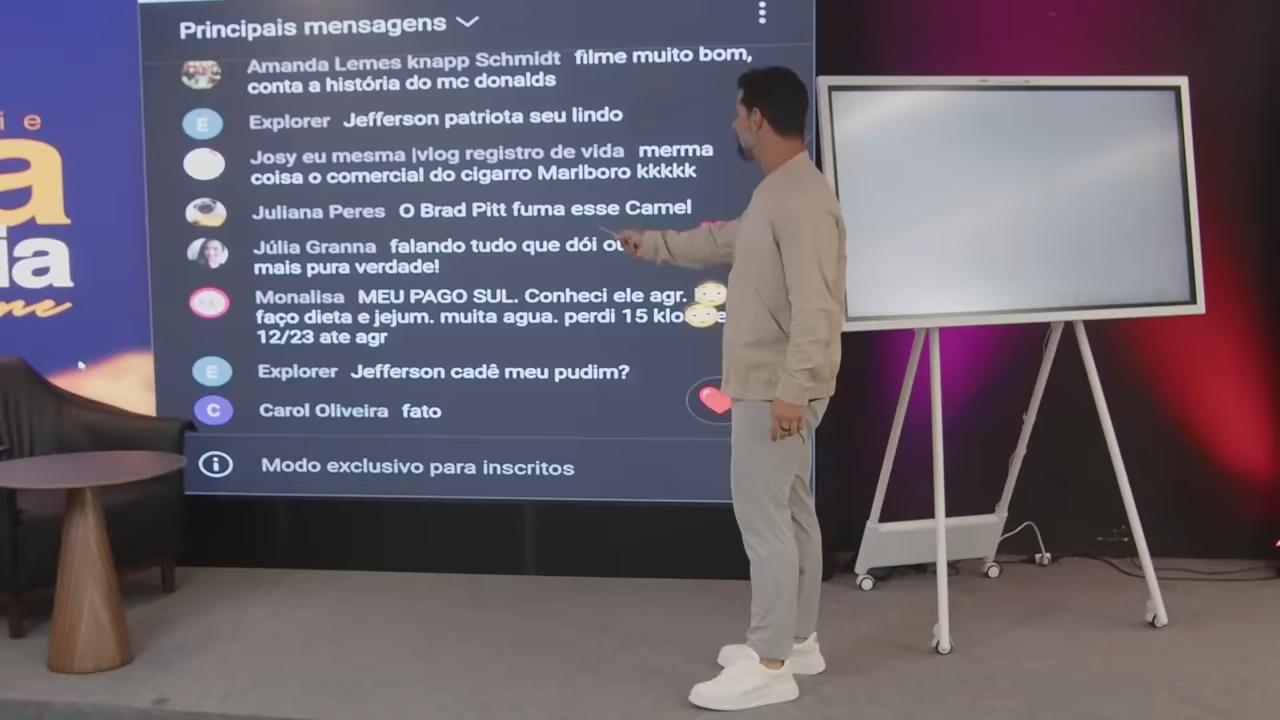 Principais mensagens
Amanda Lemes knapp Schmidt filme muito bom,
conta a história do mc donalds
E Explorer Jefferson patriota seu lindo
Josy eu mesma |vlog registro de vida merma
coisa o comercial do cigarro Marlboro kkkkk
Juliana Peres O Brad Pitt fuma esse Camel
Júlia Granna falando tudo que dói
mais pura verdade!
Monalisa MEU PAGO SUL. Conheci ele agr.
faço dieta e jejum. muita agua. perdi 15
12/23 ate agr
E Explorer Jefferson cadê meu pudim?
C Carol Oliveira fato
Modo exclusivo para inscritos